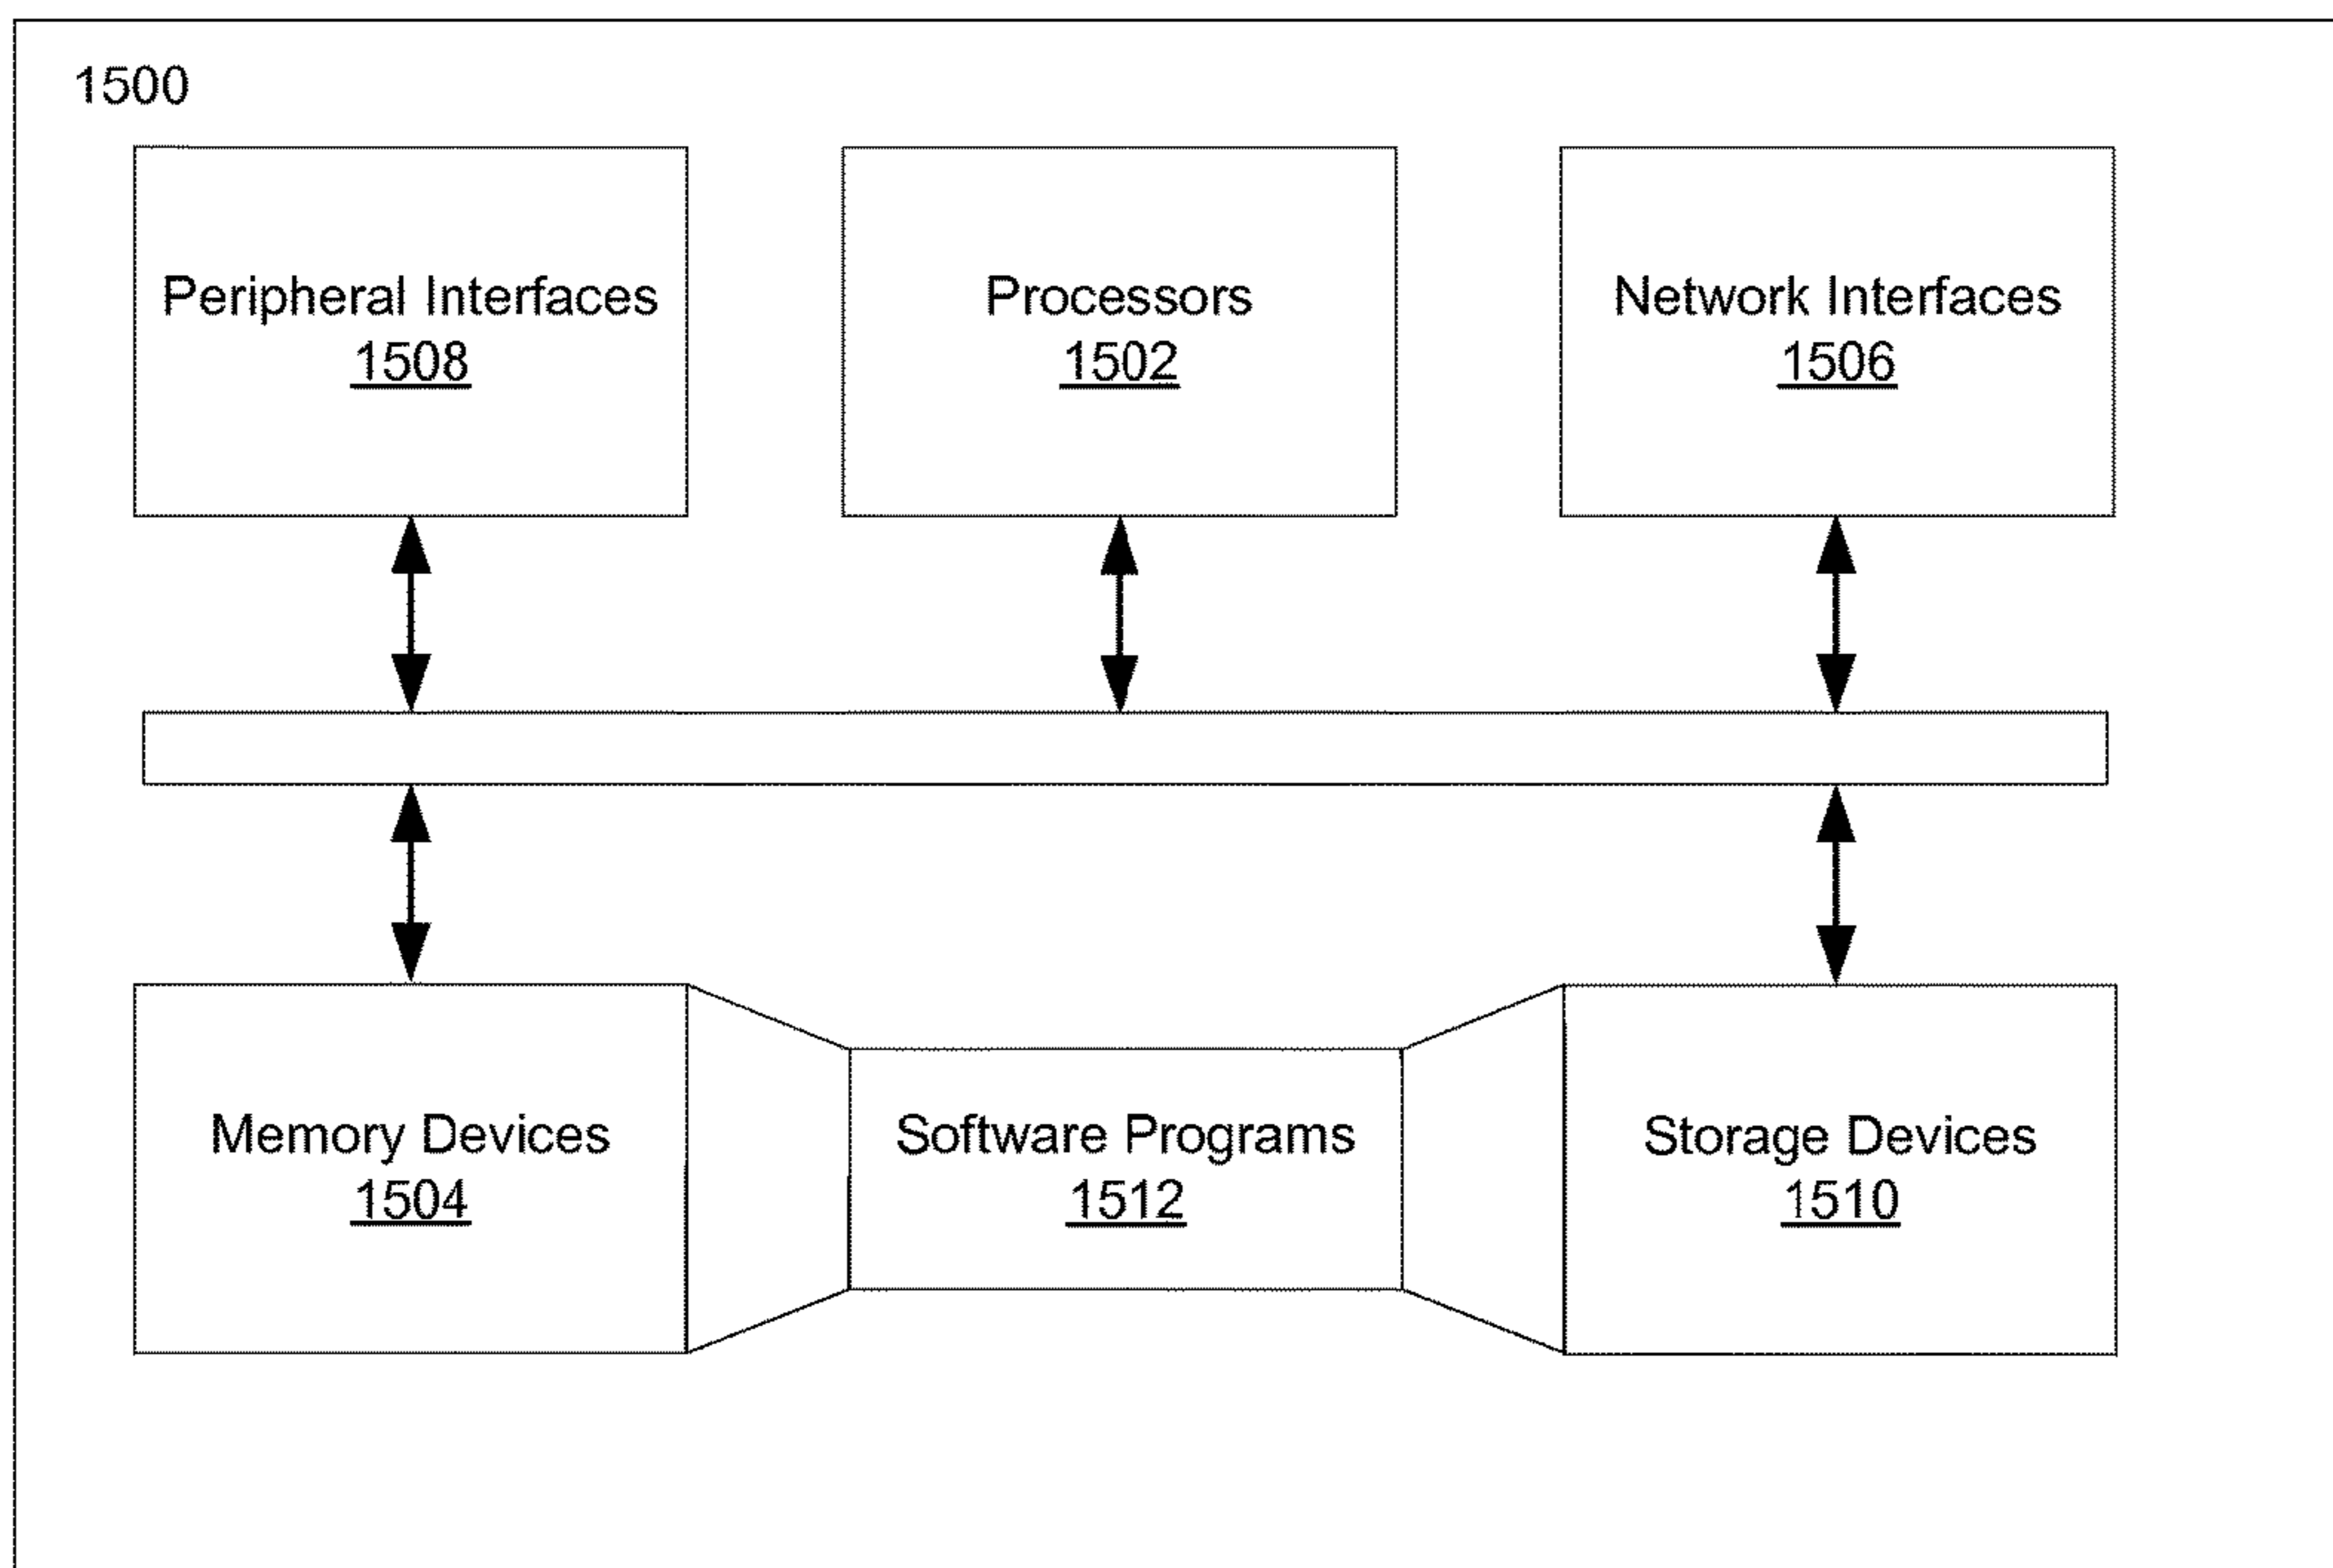 1500
Peripheral Interfaces
1508
Processors
1502
Network Interfaces
1506
Memory Devices
1504
Software Programs
1512
Storage Devices
1510